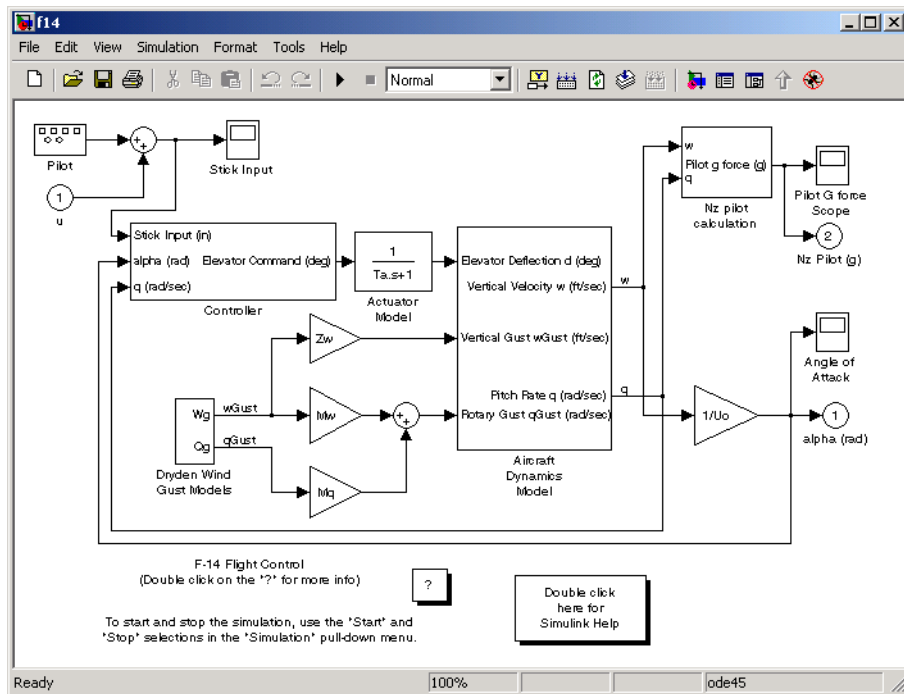 f14
File Edit View Simulation Format Tools Help
Normal
Pilot
Stick Input
1
u
w
Pilot g force (g)
q
Nz pilot
calculation
Pilot G force
Scope
2
Nz Pilot (g)
Stick Input (in)
alpha (rad)
Elevator Command (deg)
q (rad/sec)
Controller
1
Ta.s+1
Actuator
Model
Elevator Deflection d (deg)
Vertical Velocity w (ft/sec)
Vertical Gust wGust (ft/sec)
Pitch Rate q (rad/sec)
Rotary Gust qGust (rad/sec)
Aircraft
Dynamics
Model
w
q
Zw
Mw
Mq
Wg
wGust
Qg
qGust
Dryden Wind
Gust Models
1/Uo
Angle of
Attack
1
alpha (rad)
F-14 Flight Control
(Double click on the "?" for more info)
?
To start and stop the simulation, use the "Start" and
"Stop" selections in the "Simulation" pull-down menu.
Double click
here for
Simulink Help
Ready 100% ode45